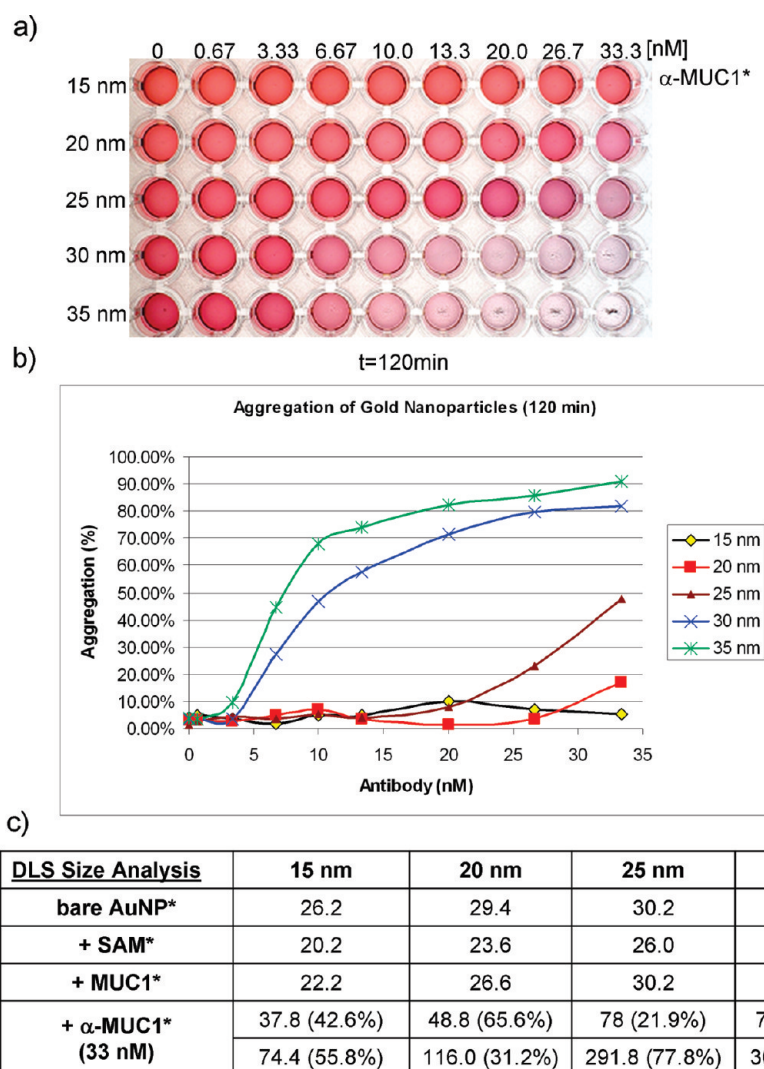 a)
0 0.67 3.33 6.67 10.0 13.3 20.0 26.7 33.3 [nM]
15 nm α-MUC1*
20 nm
25 nm
30 nm
35 nm
t=120min
b)
Aggregation of Gold Nanoparticles (120 min)
100.00%
90.00%
80.00%
70.00%
60.00%
50.00%
40.00%
30.00%
20.00%
10.00%
0.00%
Aggregation (%)
0 5 10 15 20 25 30 35
Antibody (nM)
15 nm
20 nm
25 nm
30 nm
35 nm
c)
DLS Size Analysis 15 nm 20 nm 25 nm
bare AuNP* 26.2 29.4 30.2
+ SAM* 20.2 23.6 26.0
+ MUC1* 22.2 26.6 30.2
+ α-MUC1* (33 nM) 37.8 (42.6%) 48.8 (65.6%) 78 (21.9%) 7
74.4 (55.8%) 116.0 (31.2%) 291.8 (77.8%)